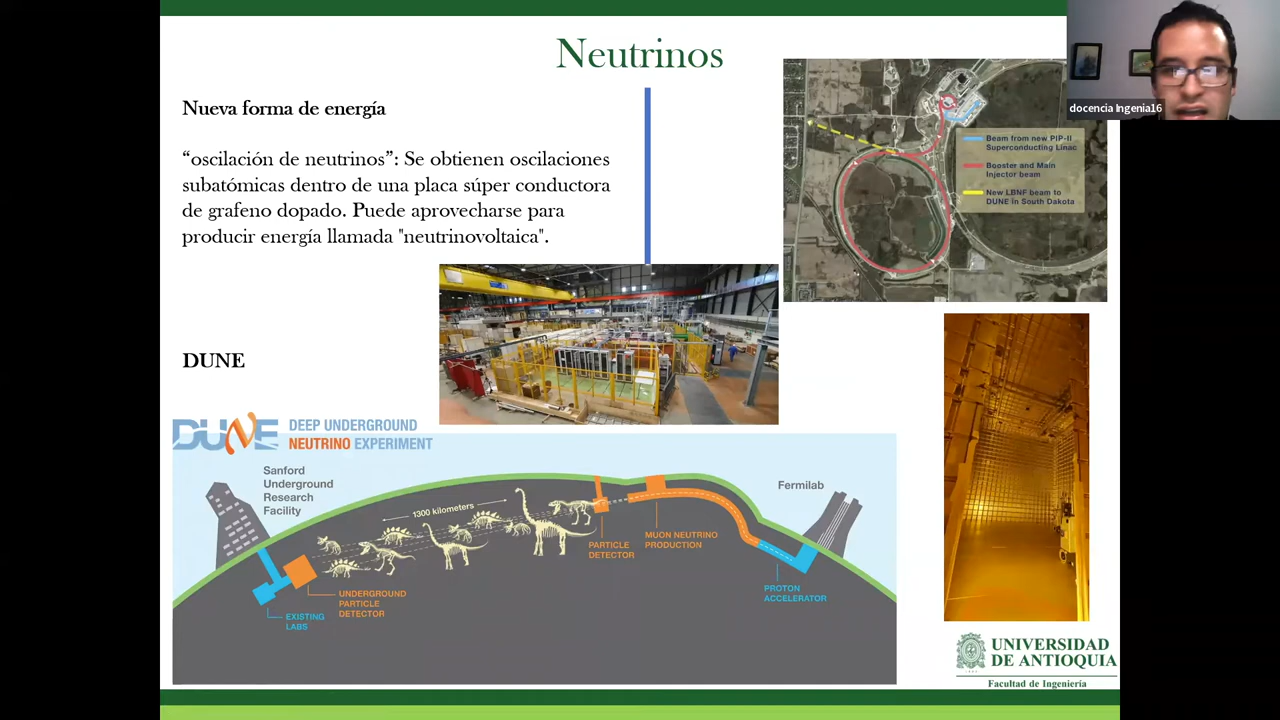 Neutrinos
docencia Ingenia16
Nueva forma de energía
“oscilación de neutrinos”: Se obtienen oscilaciones
subatómicas dentro de una placa súper conductora
de grafeno dopado. Puede aprovecharse para
producir energía llamada "neutrinovoltaica".
Beam from new PIP-II
Superconducting Linac
Booster and Main
Injector beam
New LBNF beam to
DUNE in South Dakota
DUNE
DUNE
DEEP UNDERGROUND
NEUTRINO EXPERIMENT
Sanford
Underground
Research
Facility
1300 kilometers
Fermilab
PARTICLE
DETECTOR
MUON NEUTRINO
PRODUCTION
PROTON
ACCELERATOR
UNDERGROUND
PARTICLE
DETECTOR
EXISTING
LABS
UNIVERSIDAD
DE ANTIOQUIA
Facultad de Ingeniería